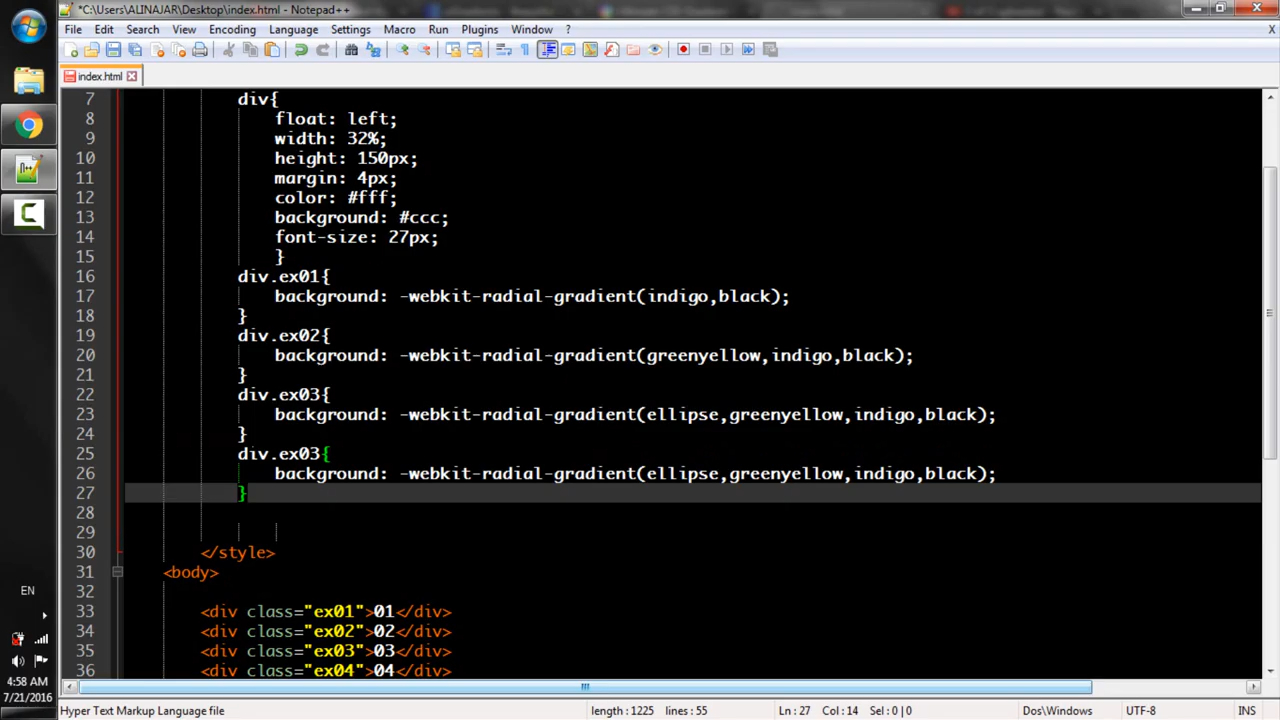 *C:\Users\ALINAJAR\Desktop\index.html - Notepad++
File Edit Search View Encoding Language Settings Macro Run Plugins Window ? X
index.html
7 div{
8 float: left;
9 width: 32%;
10 height: 150px;
11 margin: 4px;
12 color: #fff;
13 background: #ccc;
14 font-size: 27px;
15 }
16 div.ex01{
17 background: -webkit-radial-gradient(indigo,black);
18 }
19 div.ex02{
20 background: -webkit-radial-gradient(greenyellow,indigo,black);
21 }
22 div.ex03{
23 background: -webkit-radial-gradient(ellipse,greenyellow,indigo,black);
24 }
25 div.ex03{
26 background: -webkit-radial-gradient(ellipse,greenyellow,indigo,black);
27 }
28
29
30 </style>
31 <body>
32
33 <div class="ex01">01</div>
34 <div class="ex02">02</div>
35 <div class="ex03">03</div>
36 <div class="ex04">04</div>
EN
4:58 AM
7/21/2016
Hyper Text Markup Language file length : 1225 lines : 55 Ln : 27 Col : 14 Sel : 0 | 0 Dos\Windows UTF-8 INS